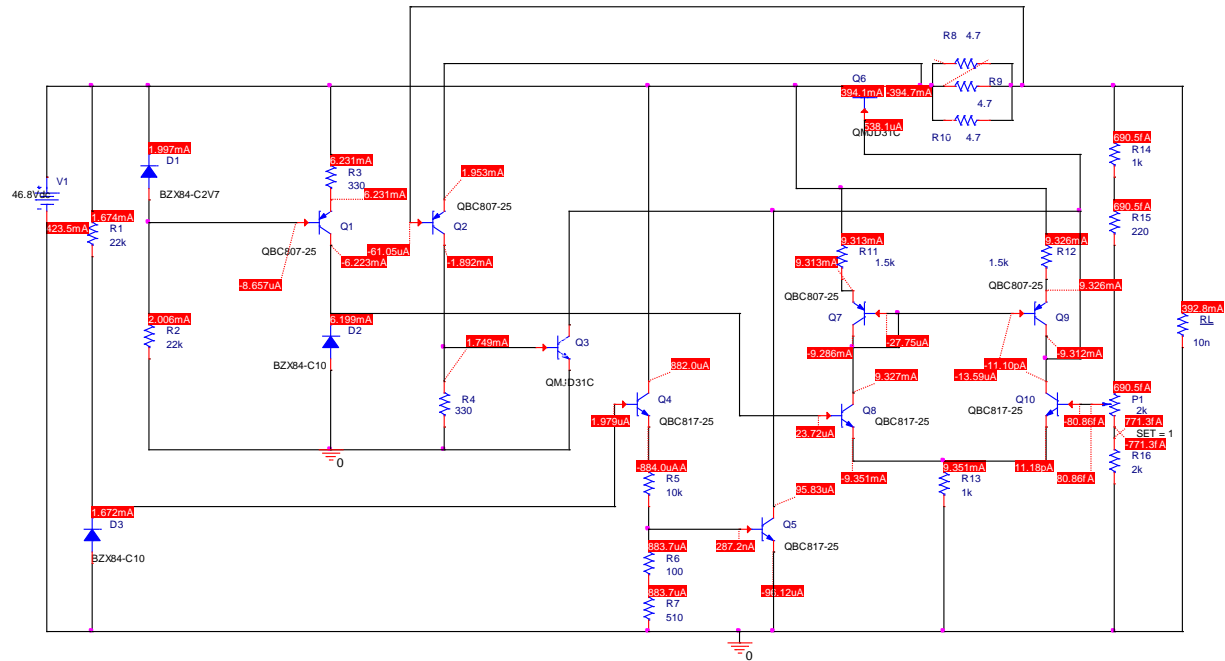 R8 4.7
Q6
394.1mA
-394.7mA
R9
4.7
538.1uA
QMJD31C
R10 4.7
1.997mA
D1
BZX84-C2V7
V1
46.8Vdc
423.5mA
1.674mA
R1
22k
6.231mA
R3
330
6.231mA
1.953mA
QBC807-25
Q1
Q2
QBC807-25
-61.05uA
-6.223mA
-1.892mA
-8.657uA
690.5fA
R14
1k
690.5fA
R15
220
9.313mA
R11
1.5k
9.313mA
9.326mA
R12
1.5k
QBC807-25
QBC807-25
9.326mA
Q7
Q9
-27.75uA
-9.286mA
-9.312mA
-11.10pA
-13.59uA
392.8mA
RL
10n
2.006mA
R2
22k
6.199mA
D2
BZX84-C10
1.749mA
Q3
QMJD31C
R4
330
882.0uA
Q4
QBC817-25
1.979uA
9.327mA
Q8
QBC817-25
23.72uA
-9.351mA
Q10
QBC817-25
-80.86fA
690.5fA
P1
2k
771.3fA
SET = 1
-771.3fA
R16
2k
0
-884.0uA
R5
10k
9.351mA
R13
1k
11.18pA
80.86fA
1.672mA
D3
BZX84-C10
95.83uA
Q5
QBC817-25
287.2nA
883.7uA
R6
100
883.7uA
R7
510
-96.12uA
0